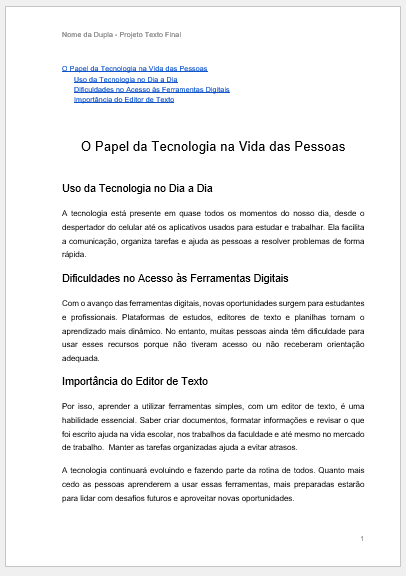 Nome da Dupla - Projeto Texto Final
O Papel da Tecnologia na Vida das Pessoas
Uso da Tecnologia no Dia a Dia
Dificuldades no Acesso às Ferramentas Digitais
Importância do Editor de Texto
O Papel da Tecnologia na Vida das Pessoas
Uso da Tecnologia no Dia a Dia
A tecnologia está presente em quase todos os momentos do nosso dia, desde o
despertador do celular até os aplicativos usados para estudar e trabalhar. Ela facilita
a comunicação, organiza tarefas e ajuda as pessoas a resolver problemas de forma
rápida.
Dificuldades no Acesso às Ferramentas Digitais
Com o avanço das ferramentas digitais, novas oportunidades surgem para estudantes
e profissionais. Plataformas de estudos, editores de texto e planilhas tornam o
aprendizado mais dinâmico. No entanto, muitas pessoas ainda têm dificuldade para
usar esses recursos porque não tiveram acesso ou não receberam orientação
adequada.
Importância do Editor de Texto
Por isso, aprender a utilizar ferramentas simples, com um editor de texto, é uma
habilidade essencial. Saber criar documentos, formatar informações e revisar o que
foi escrito ajuda na vida escolar, nos trabalhos da faculdade e até mesmo no mercado
de trabalho.  Manter as tarefas organizadas ajuda a evitar atrasos.
A tecnologia continuará evoluindo e fazendo parte da rotina de todos. Quanto mais
cedo as pessoas aprenderem a usar essas ferramentas, mais preparadas estarão
para lidar com desafios futuros e aproveitar novas oportunidades.
1